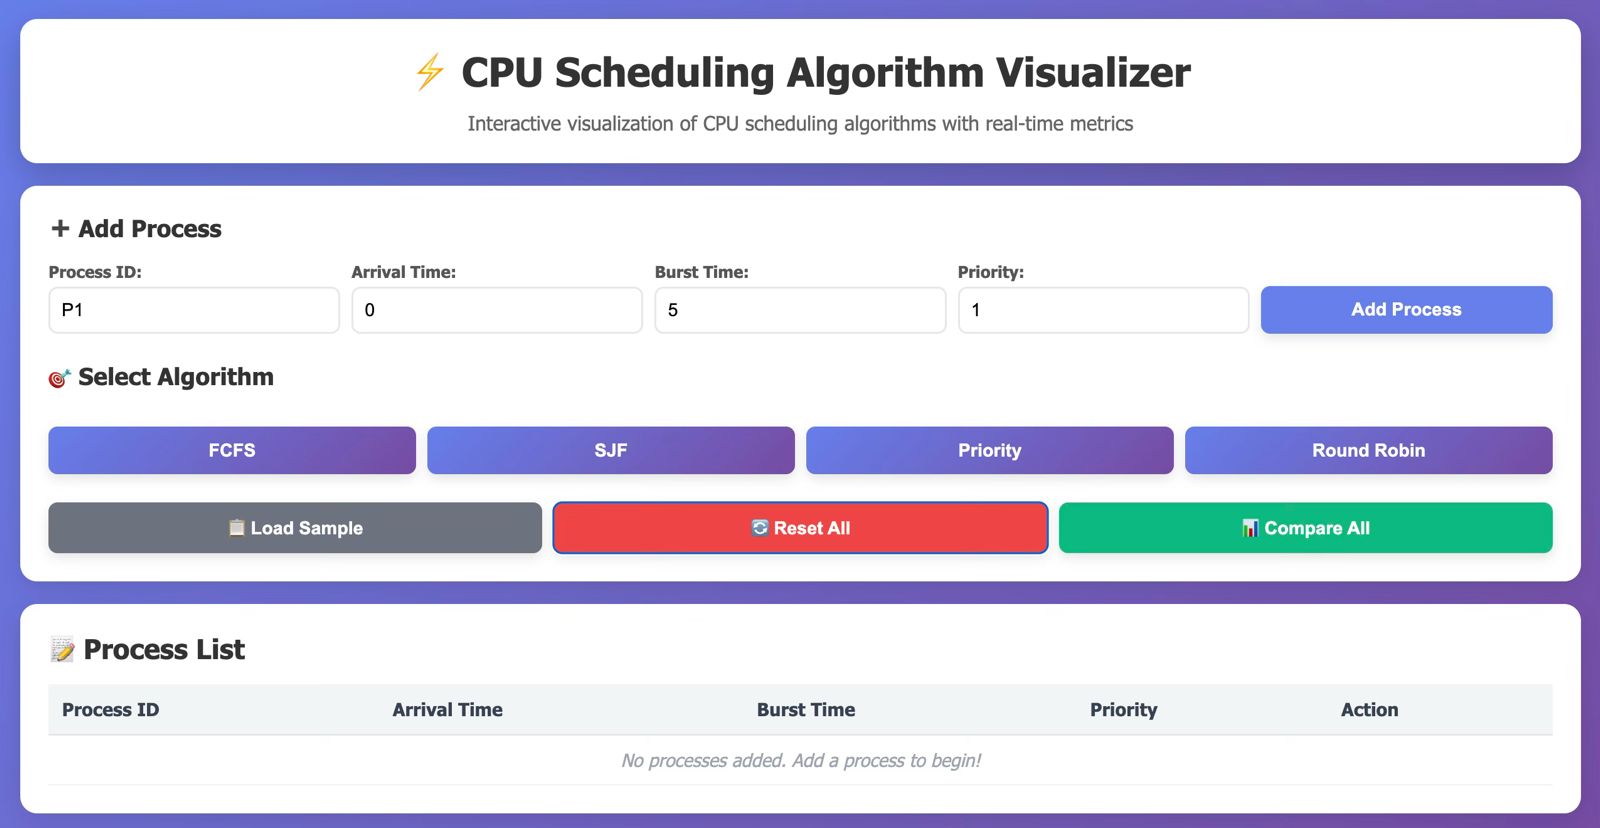 ⚡ CPU Scheduling Algorithm Visualizer
Interactive visualization of CPU scheduling algorithms with real-time metrics
➕ Add Process
Process ID: Arrival Time: Burst Time: Priority:
P1 0 5 1 Add Process
🎯 Select Algorithm
FCFS SJF Priority Round Robin
📋 Load Sample 🔄 Reset All 📊 Compare All
📝 Process List
Process ID Arrival Time Burst Time Priority Action
No processes added. Add a process to begin!